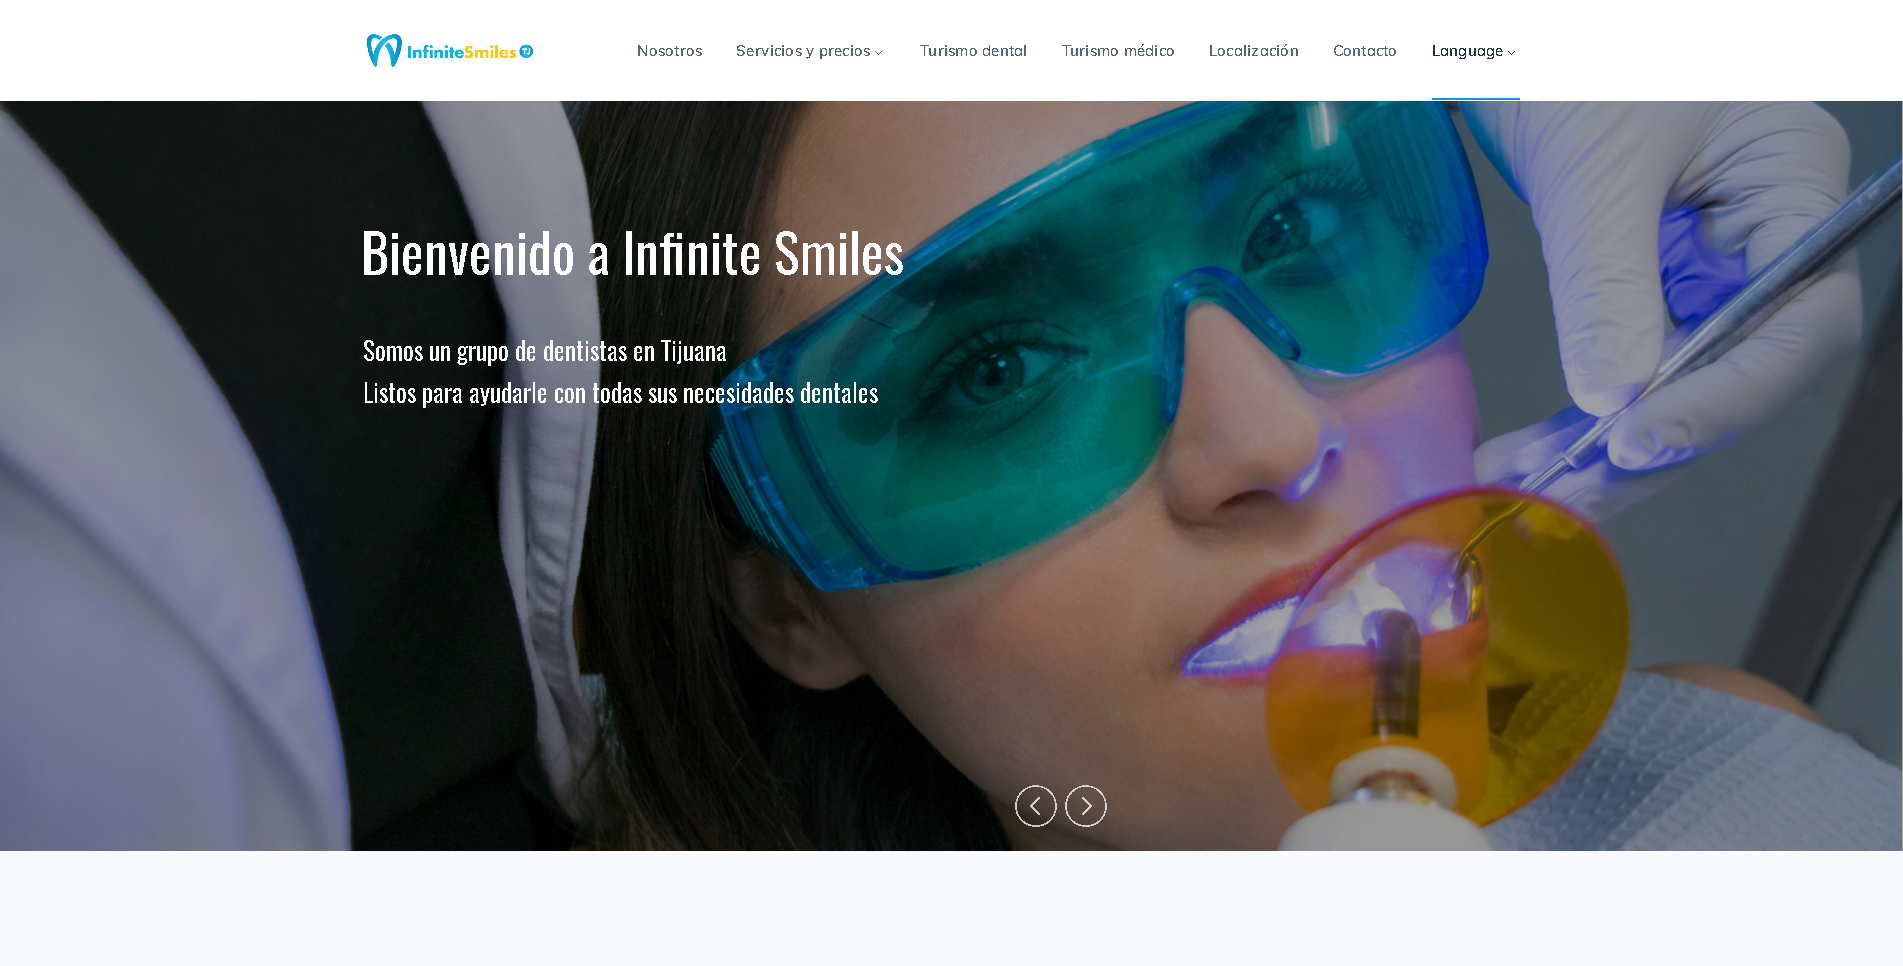 InfiniteSmiles TJ
Nosotros
Servicios y precios
Turismo dental
Turismo médico
Localización
Contacto
Language
Bienvenido a Infinite Smiles
Somos un grupo de dentistas en Tijuana
Listos para ayudarle con todas sus necesidades dentales